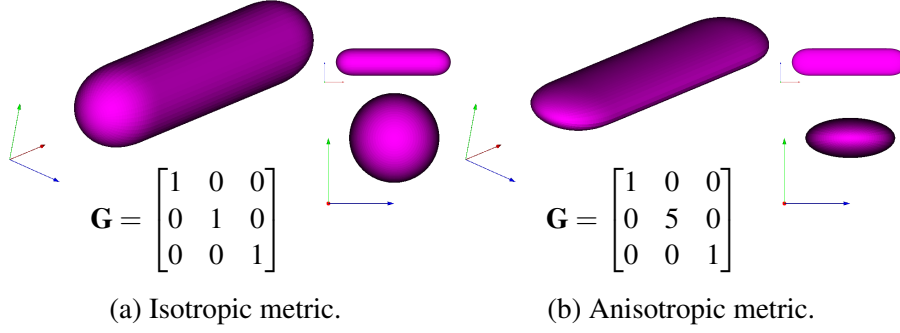 G = [1 0 0
0 1 0
0 0 1]
G = [1 0 0
0 5 0
0 0 1]
(a) Isotropic metric.
(b) Anisotropic metric.